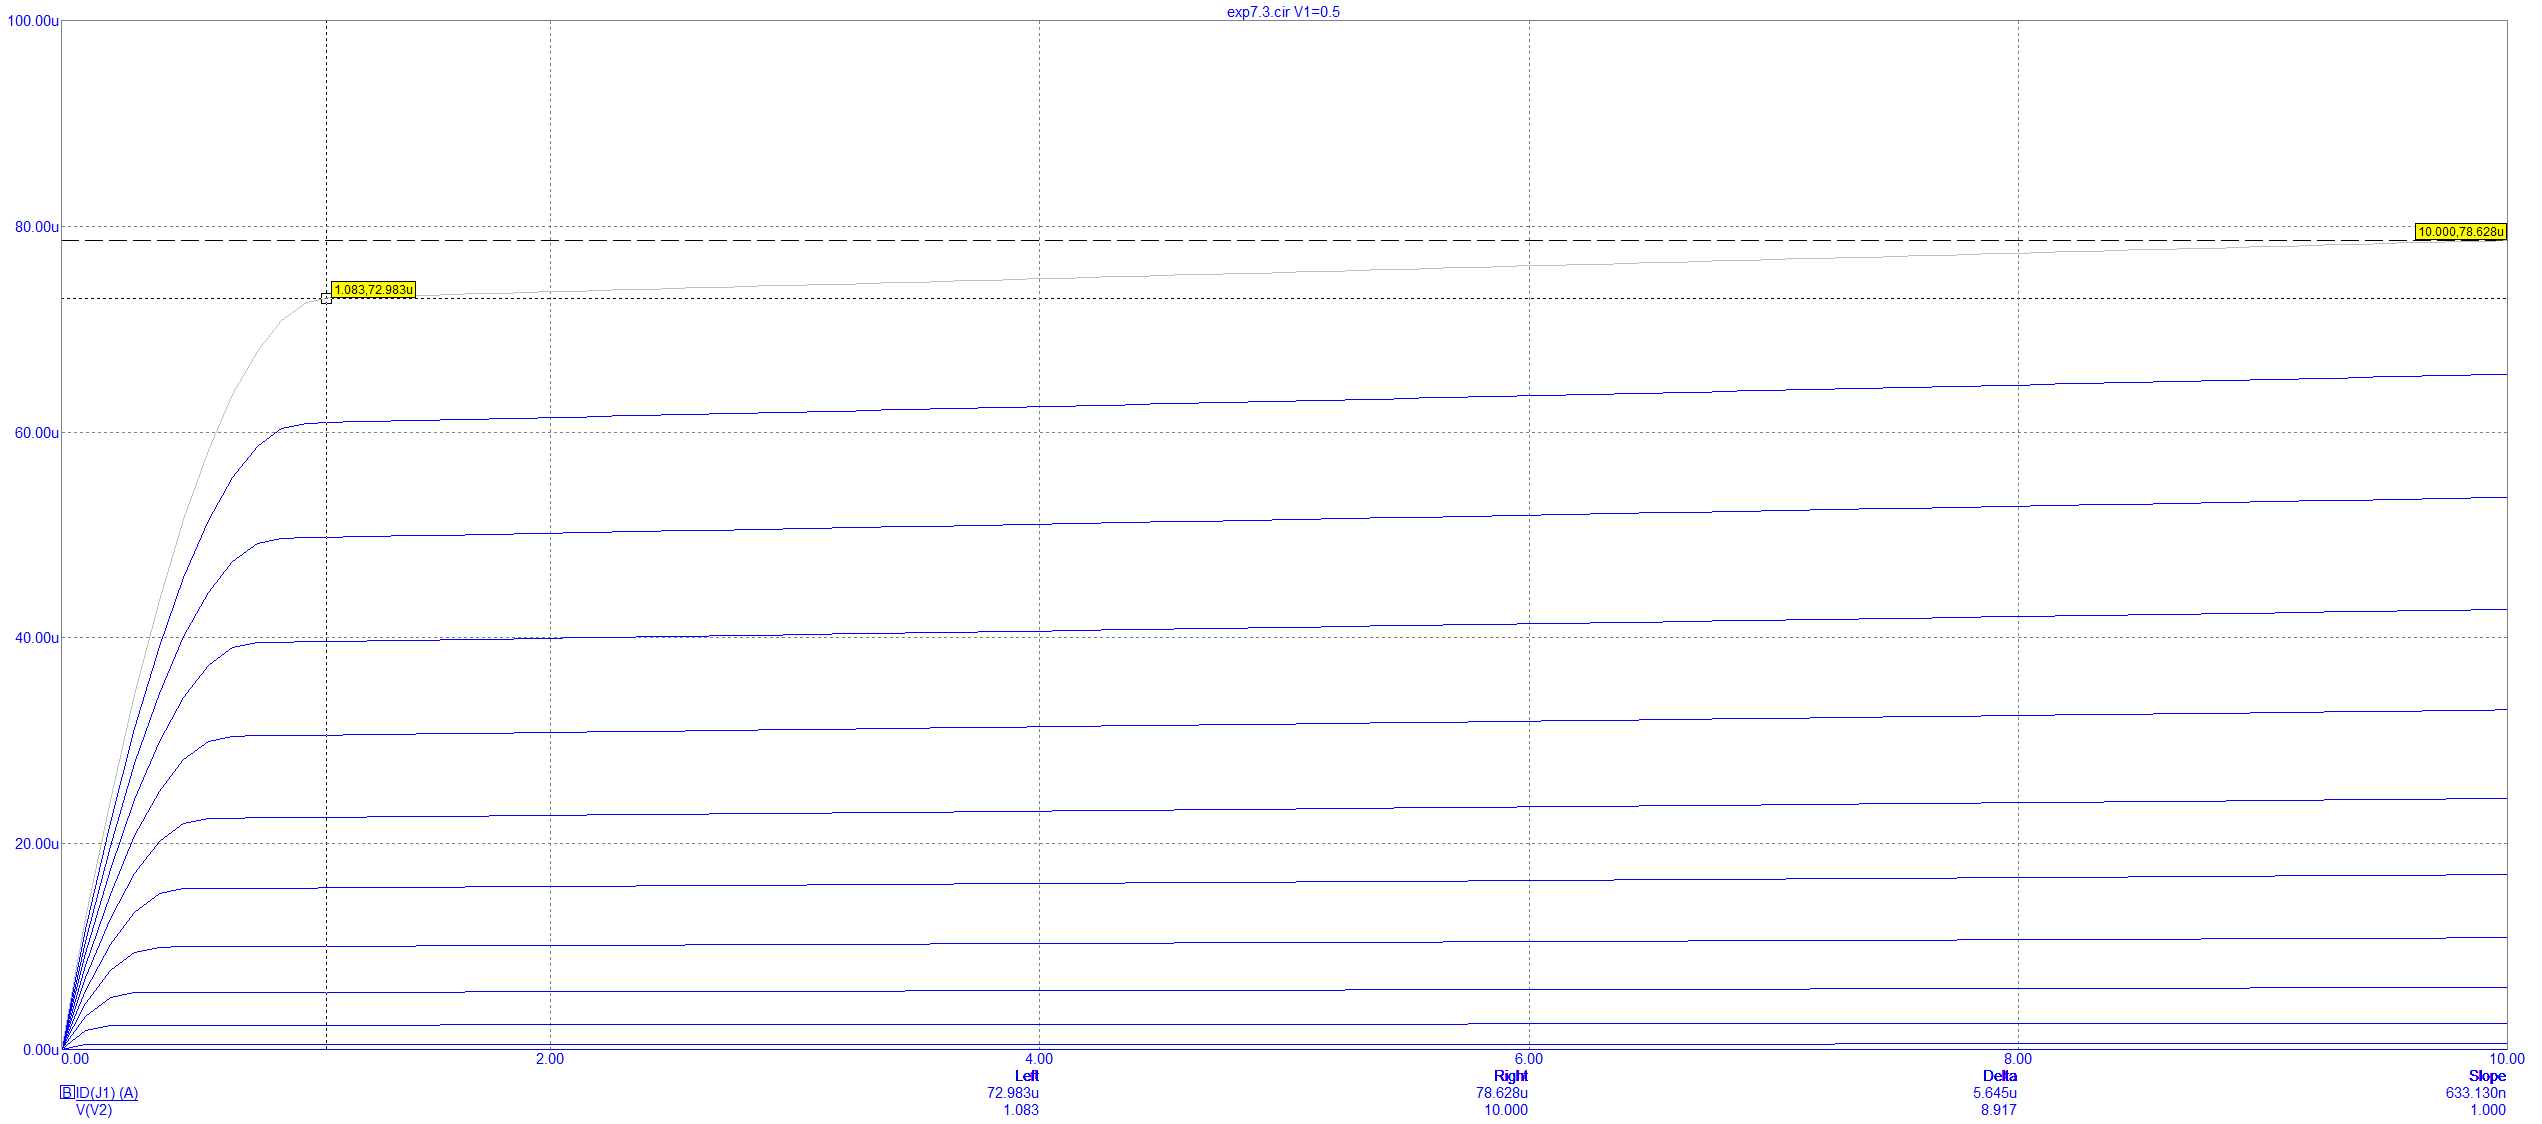 exp7.3.cir V1=0.5
100.00u
80.00u
10.000,78.628u
1.083,72.983u
60.00u
40.00u
20.00u
0.00u
0.00 2.00 4.00 6.00 8.00 10.00
Left Right Delta Slope
B ID(J1) (A) 72.983u 78.628u 5.645u 633.130n
V(V2) 1.083 10.000 8.917 1.000